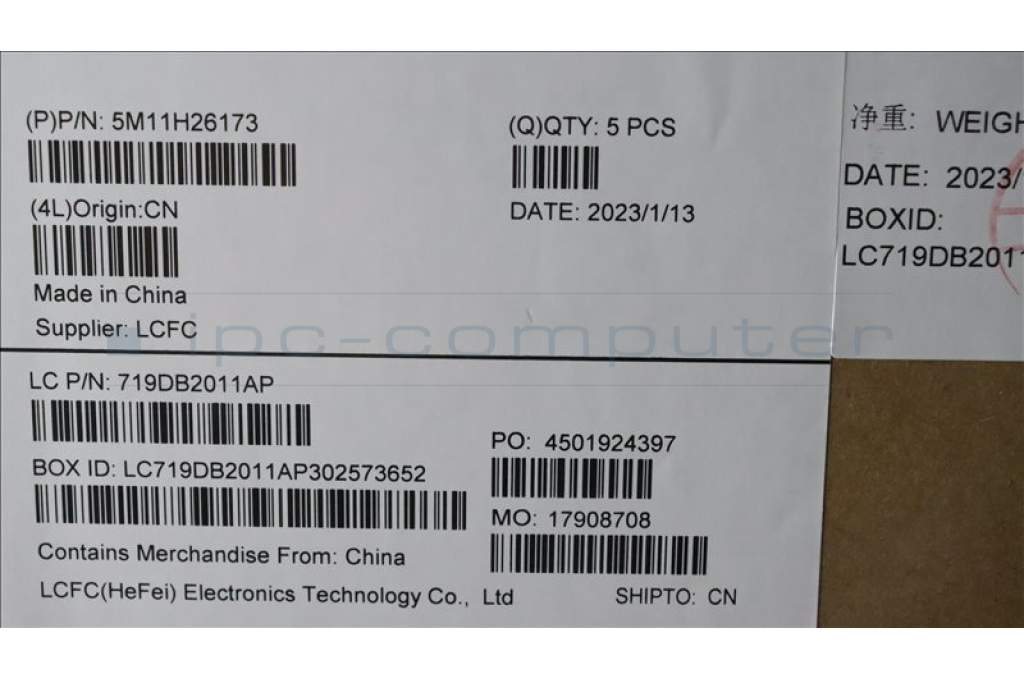 (P)P/N: 5M11H26173
(Q)QTY: 5 PCS
(4L)Origin:CN
DATE: 2023/1/13
Made in China
Supplier: LCFC
ipc-computer
LC P/N: 719DB2011AP
PO: 4501924397
BOX ID: LC719DB2011AP302573652
MO: 17908708
Contains Merchandise From: China
LCFC(HeFei) Electronics Technology Co., Ltd
SHIPTO: CN
净重: WEIGH
DATE: 2023/
BOXID:
LC719DB2011